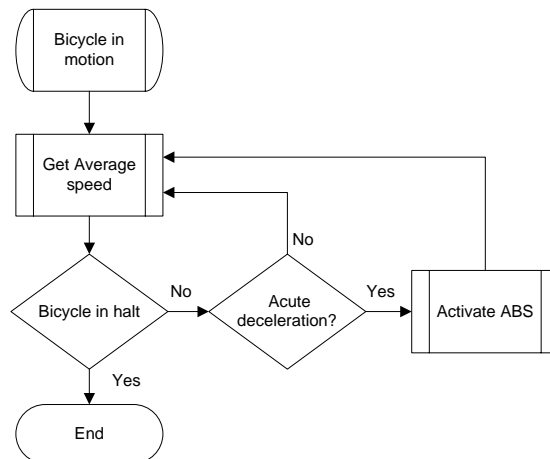 Bicycle in
motion
Get Average
speed
No
Bicycle in halt
No
Acute
deceleration?
Yes
Activate ABS
Yes
End